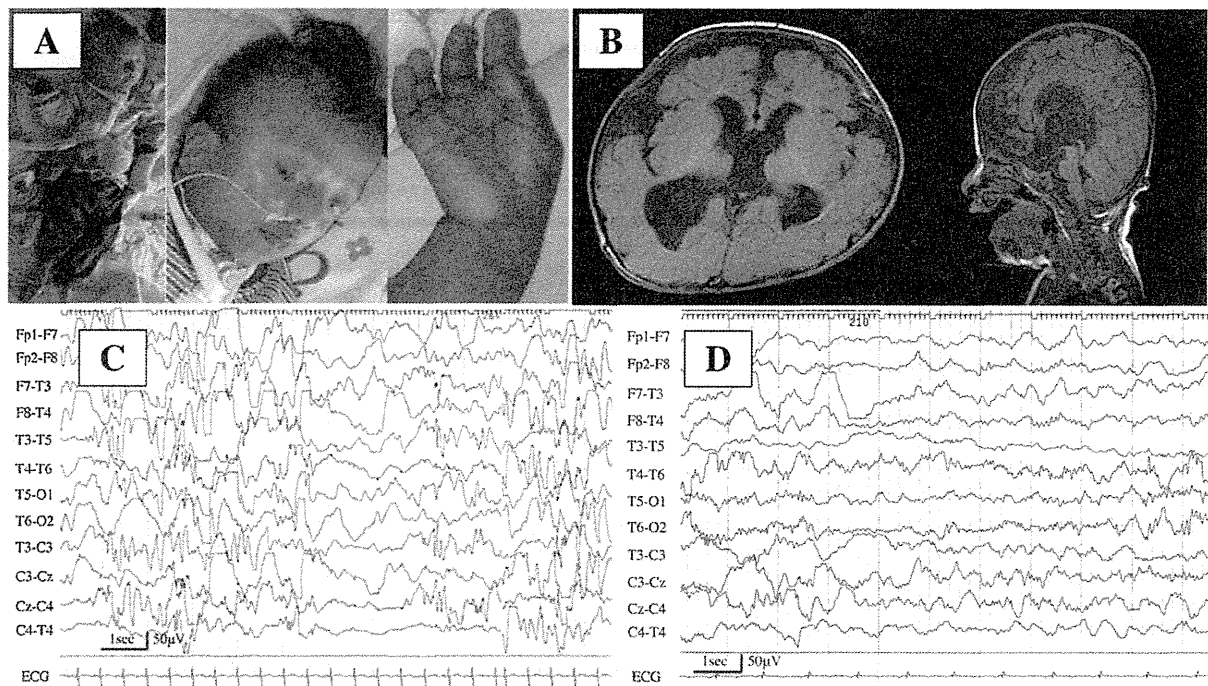 A
B
C
Fp1-F7
Fp2-F8
F7-T3
F8-T4
T3-T5
T4-T6
T5-O1
T6-O2
T3-C3
C3-Cz
Cz-C4
C4-T4
1sec 50μV
ECG
D
210
Fp1-F7
Fp2-F8
F7-T3
F8-T4
T3-T5
T4-T6
T5-O1
T6-O2
T3-C3
C3-Cz
Cz-C4
C4-T4
1sec 50μV
ECG